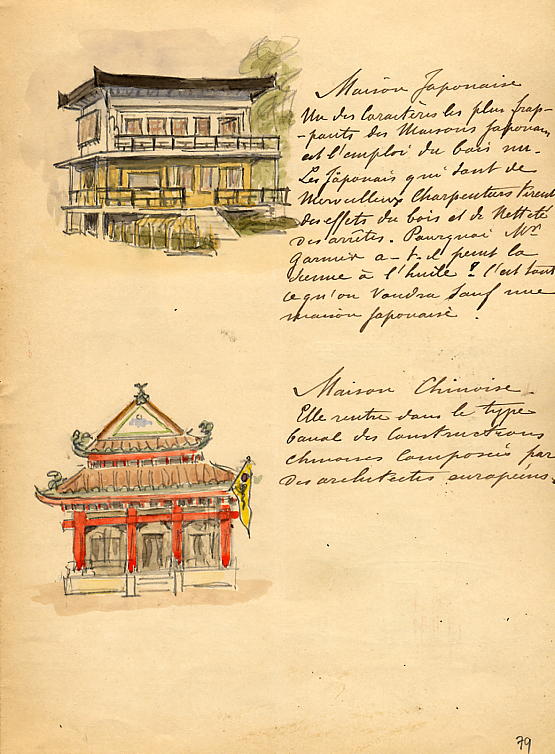 Maison Japonaise
Un des Caractères les plus frap-
-pants des Maisons Japonaises
est l'emploi du bois nu.
Les Japonais qui sont de
Merveilleux Charpentiers tirent
des effets du bois et de Netteté
des arrêtes. Pourquoi Mr
Garnier a-t-il peint la
Sienne à l'huile ? C'est tout
ce qu'on Voudra Sauf une
maison Japonaise.
Maison Chinoise
Elle rentre dans le type
banal des Constructions
chinoises Composées par
des architectes européens.
79